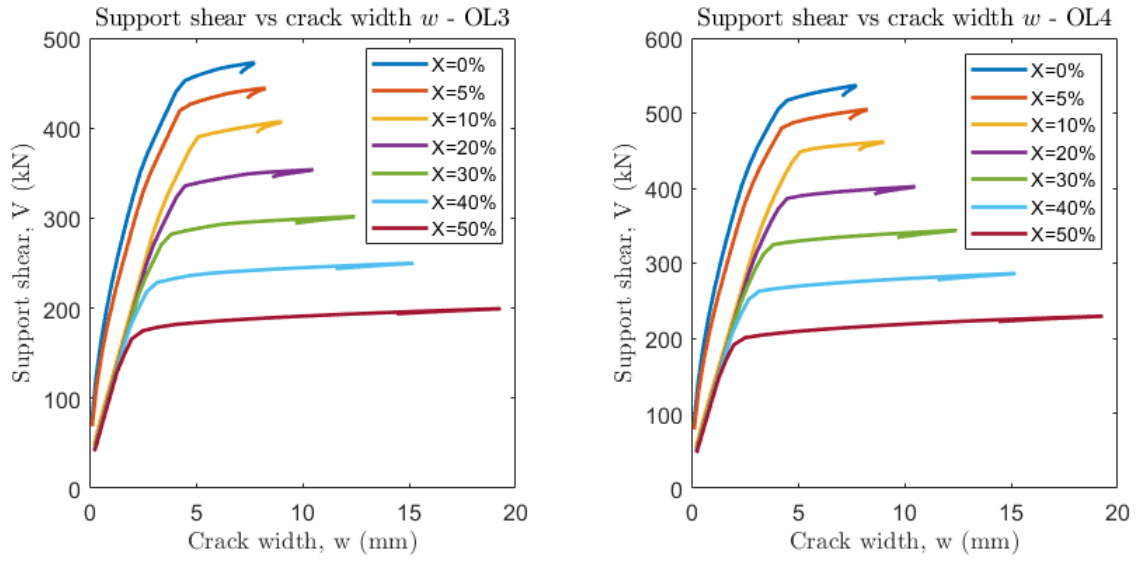 Support shear vs crack width w - OL3
500
400
300
200
100
0
0 5 10 15 20
Support shear, V (kN)
Crack width, w (mm)
X=0%
X=5%
X=10%
X=20%
X=30%
X=40%
X=50%
Support shear vs crack width w - OL4
600
500
400
300
200
100
0
0 5 10 15 20
Support shear, V (kN)
Crack width, w (mm)
X=0%
X=5%
X=10%
X=20%
X=30%
X=40%
X=50%